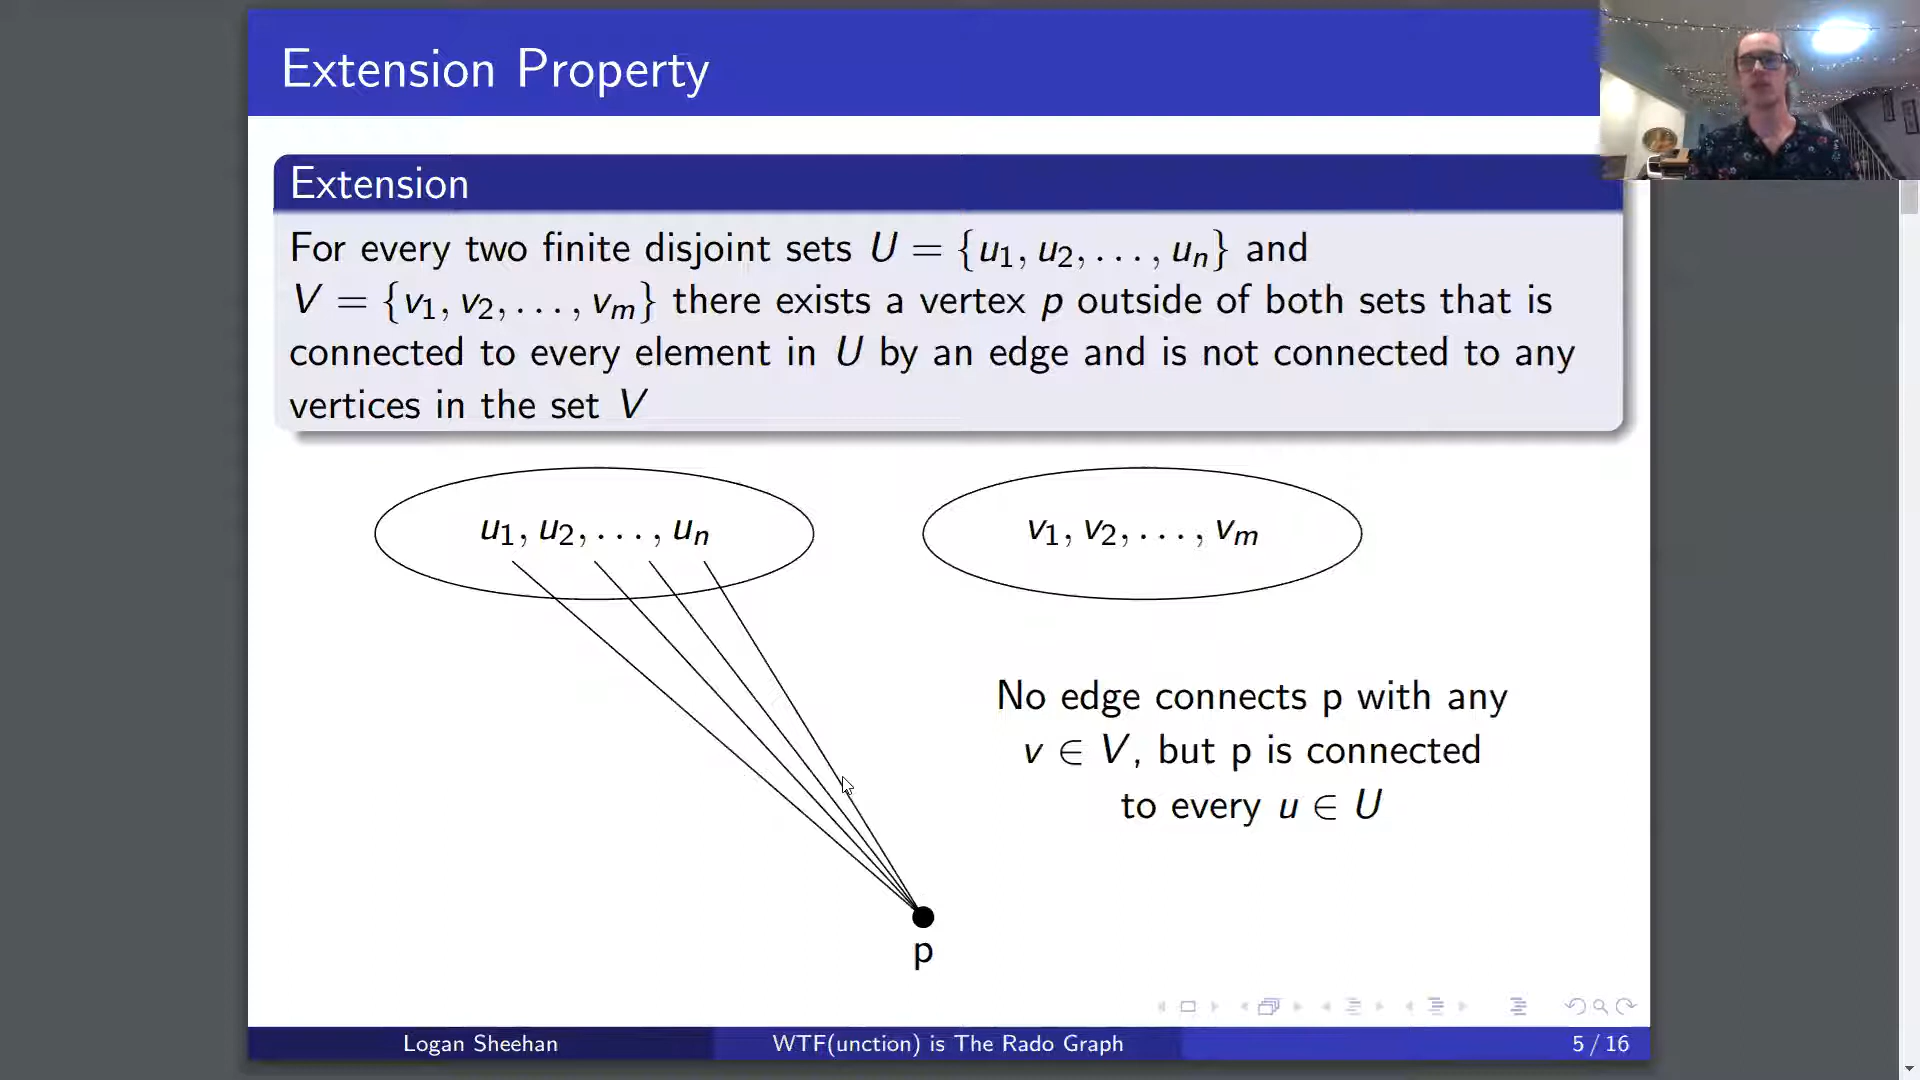 Extension Property
Extension
For every two finite disjoint sets U = {u₁, u₂, . . . , uₙ} and
V = {v₁, v₂, . . . , vₘ} there exists a vertex p outside of both sets that is
connected to every element in U by an edge and is not connected to any
vertices in the set V
u₁, u₂, . . . , uₙ
v₁, v₂, . . . , vₘ
No edge connects p with any
v ∈ V, but p is connected
to every u ∈ U
p
Logan Sheehan
WTF(unction) is The Rado Graph
5 / 16